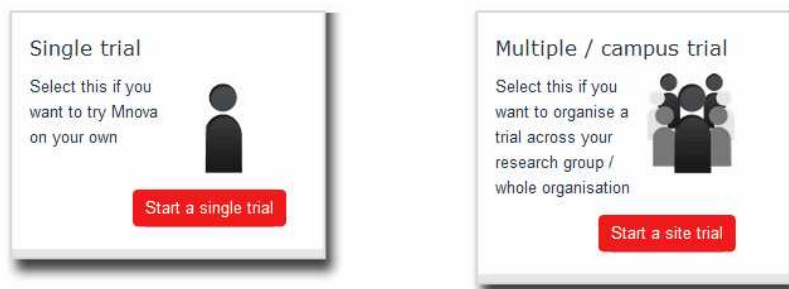 Single trial
Select this if you
want to try Mnova
on your own
Start a single trial
Multiple / campus trial
Select this if you
want to organise a
trial across your
research group /
whole organisation
Start a site trial